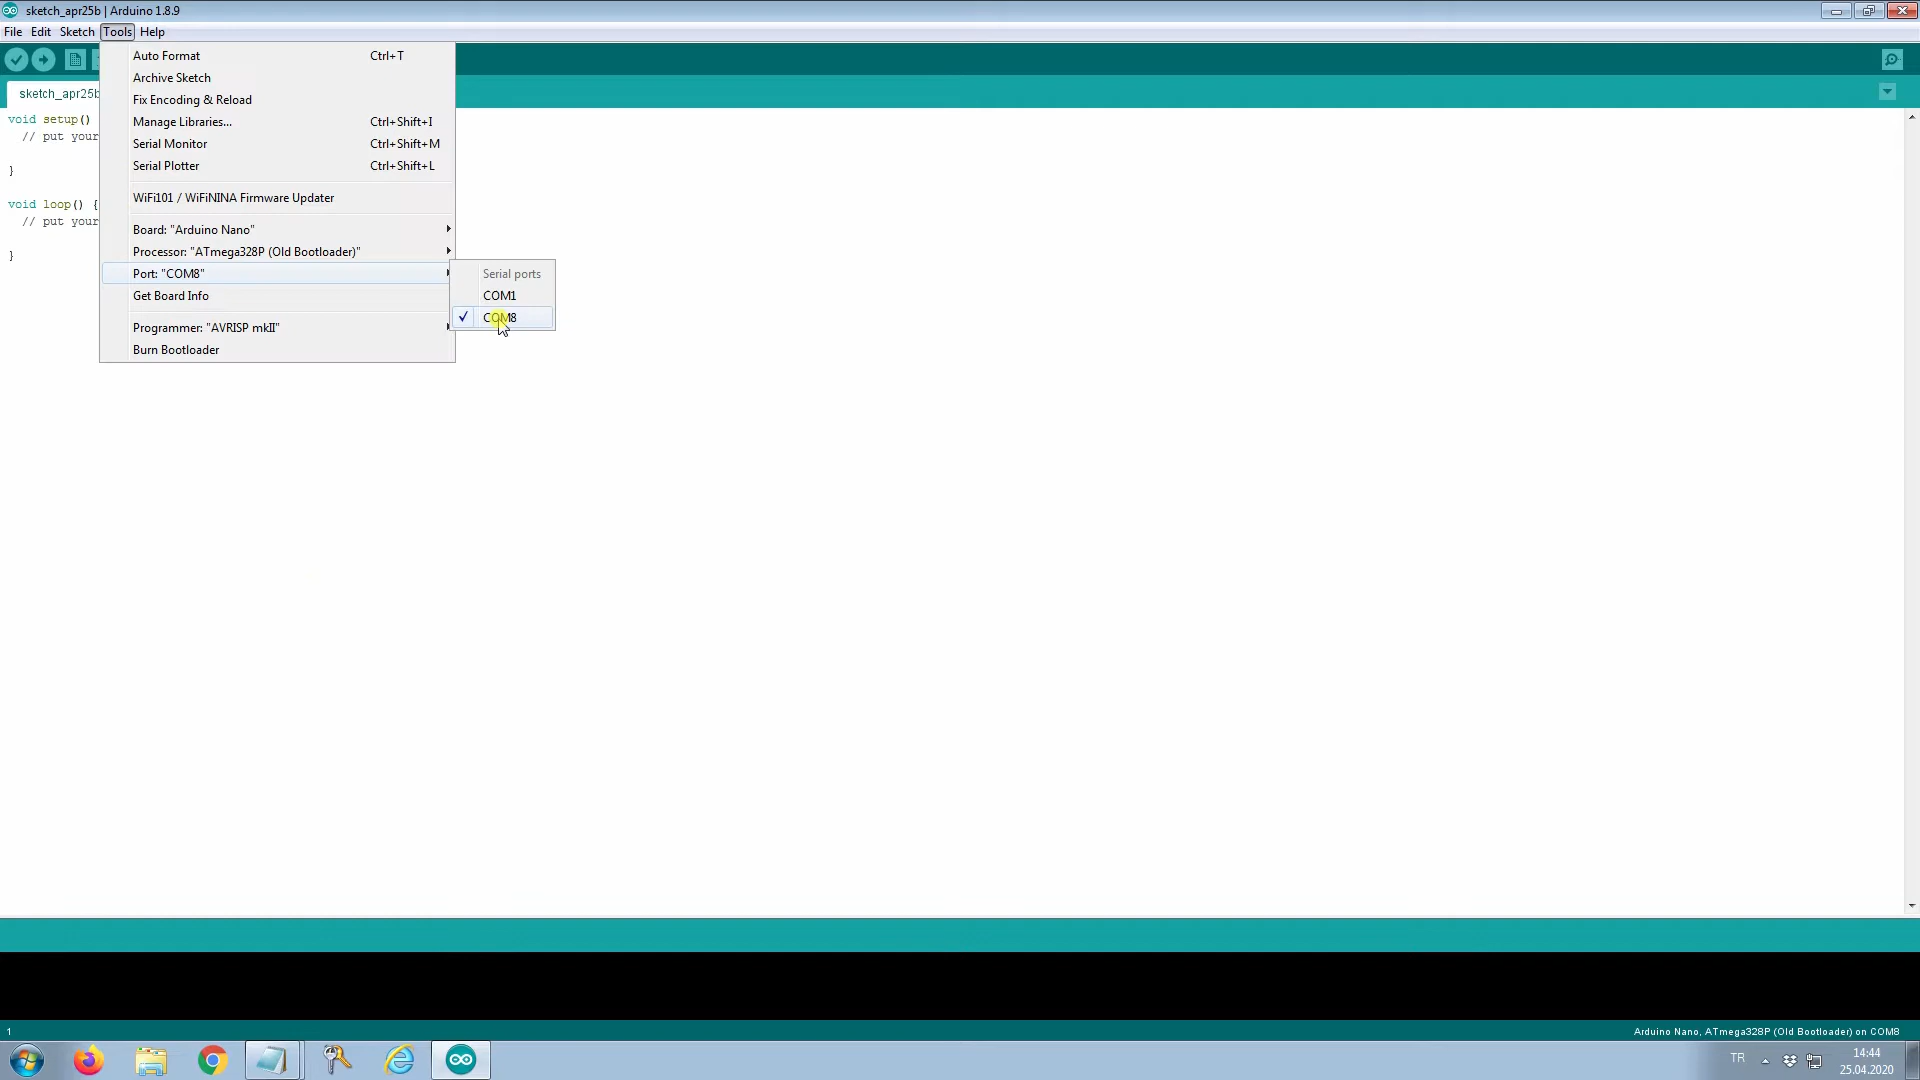 sketch_apr25b | Arduino 1.8.9
File Edit Sketch Tools Help
Auto Format Ctrl+T
Archive Sketch
Fix Encoding & Reload
Manage Libraries... Ctrl+Shift+I
Serial Monitor Ctrl+Shift+M
Serial Plotter Ctrl+Shift+L
WiFi101 / WiFiNINA Firmware Updater
Board: "Arduino Nano"
Processor: "ATmega328P (Old Bootloader)"
Port: "COM8"
Get Board Info
Programmer: "AVRISP mkII"
Burn Bootloader
Serial ports
COM1
COM8
sketch_apr25b
void setup()
// put your
}
void loop() {
// put your
}
1
Arduino Nano, ATmega328P (Old Bootloader) on COM8
TR
14:44
25.04.2020